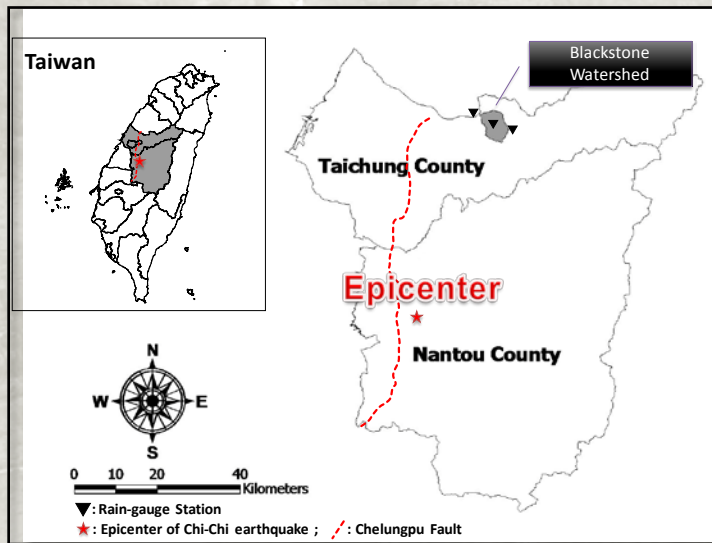 Taiwan
Blackstone
Watershed
Taichung County
Epicenter
Nantou County
N
W E
S
0 10 20 40
Kilometers
▼: Rain-gauge Station
★: Epicenter of Chi-Chi earthquake ; /: Chelungpu Fault